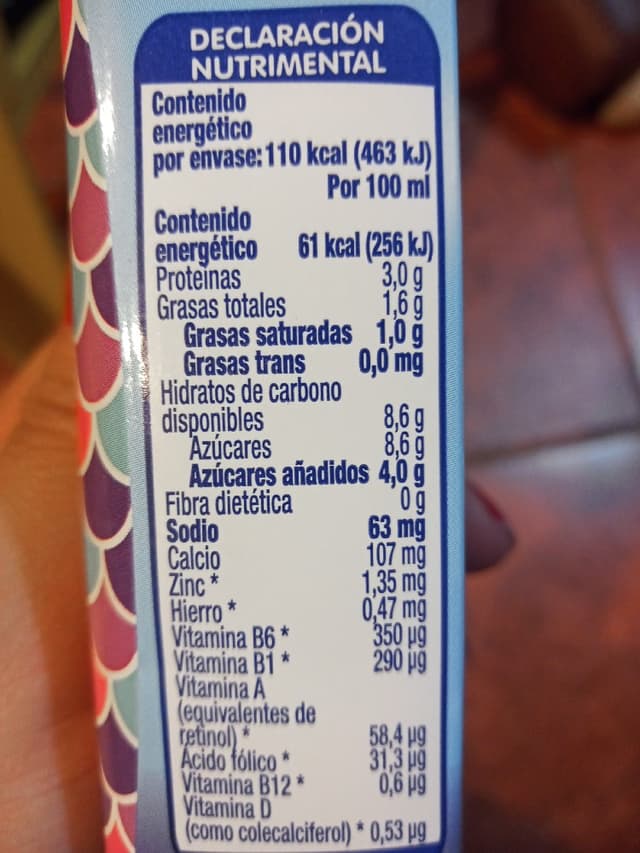 DECLARACIÓN
NUTRIMENTAL
Contenido
energético
por envase: 110 kcal (463 kJ)
Por 100 ml
Contenido
energético 61 kcal (256 kJ)
Proteínas 3,0 g
Grasas totales 1,6 g
Grasas saturadas 1,0 g
Grasas trans 0,0 mg
Hidratos de carbono
disponibles 8,6 g
Azúcares 8,6 g
Azúcares añadidos 4,0 g
Fibra dietética 0 g
Sodio 63 mg
Calcio 107 mg
Zinc * 1,35 mg
Hierro * 0,47 mg
Vitamina B6 * 350 µg
Vitamina B1 * 290 µg
Vitamina A
(equivalentes de
retinol) * 58,4 µg
Ácido fólico * 31,3 µg
Vitamina B12 * 0,6 µg
Vitamina D
(como colecalciferol) * 0,53 µg